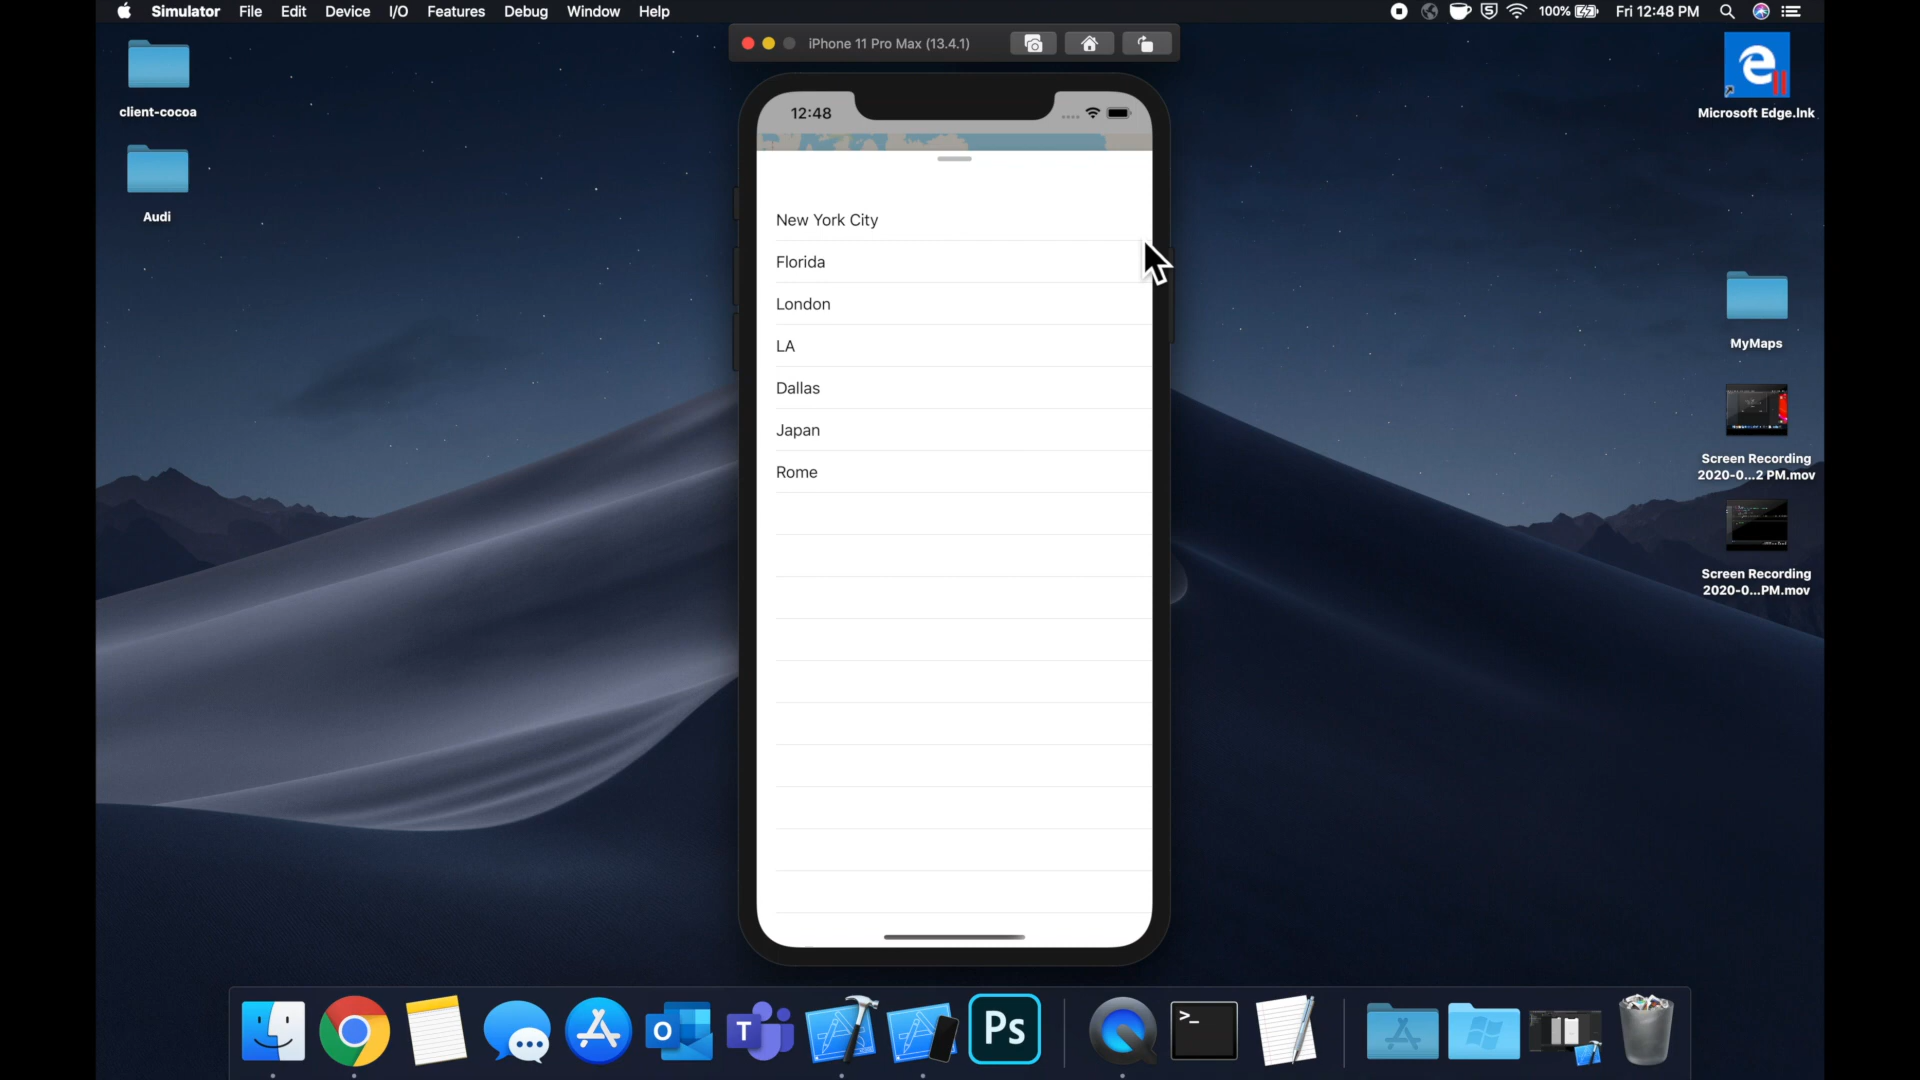 Simulator File Edit Device I/O Features Debug Window Help
100% Fri 12:48 PM
iPhone 11 Pro Max (13.4.1)
client-cocoa
Audi
Microsoft Edge.lnk
MyMaps
Screen Recording
2020-0...2 PM.mov
Screen Recording
2020-0...PM.mov
12:48
New York City
Florida
London
LA
Dallas
Japan
Rome
O
T
Ps
>_